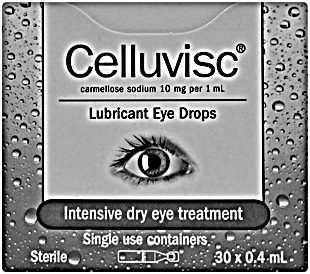 Celluvisc®
carmellose sodium 10 mg per 1 mL
Lubricant Eye Drops
Intensive dry eye treatment
Single use containers
Sterile 30 x 0.4 mL